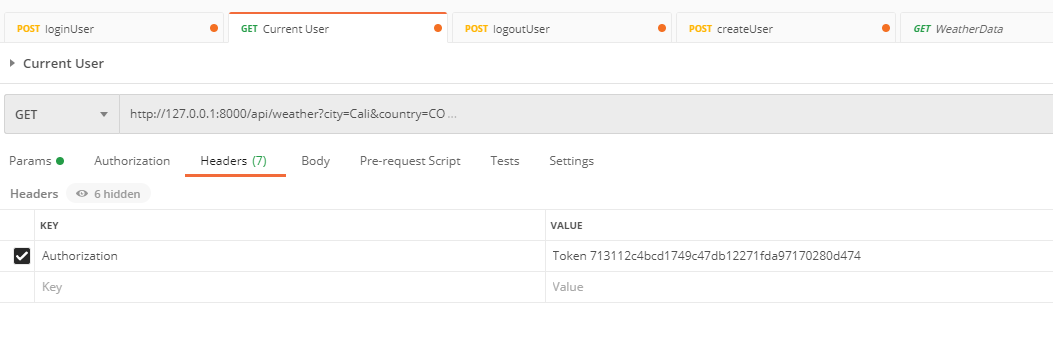 POST loginUser GET Current User POST logoutUser POST createUser GET WeatherData
Current User
GET http://127.0.0.1:8000/api/weather?city=Cali&country=CO ...
Params Authorization Headers (7) Body Pre-request Script Tests Settings
Headers 6 hidden
KEY VALUE
Authorization Token 713112c4bcd1749c47db12271fda97170280d474
Key Value